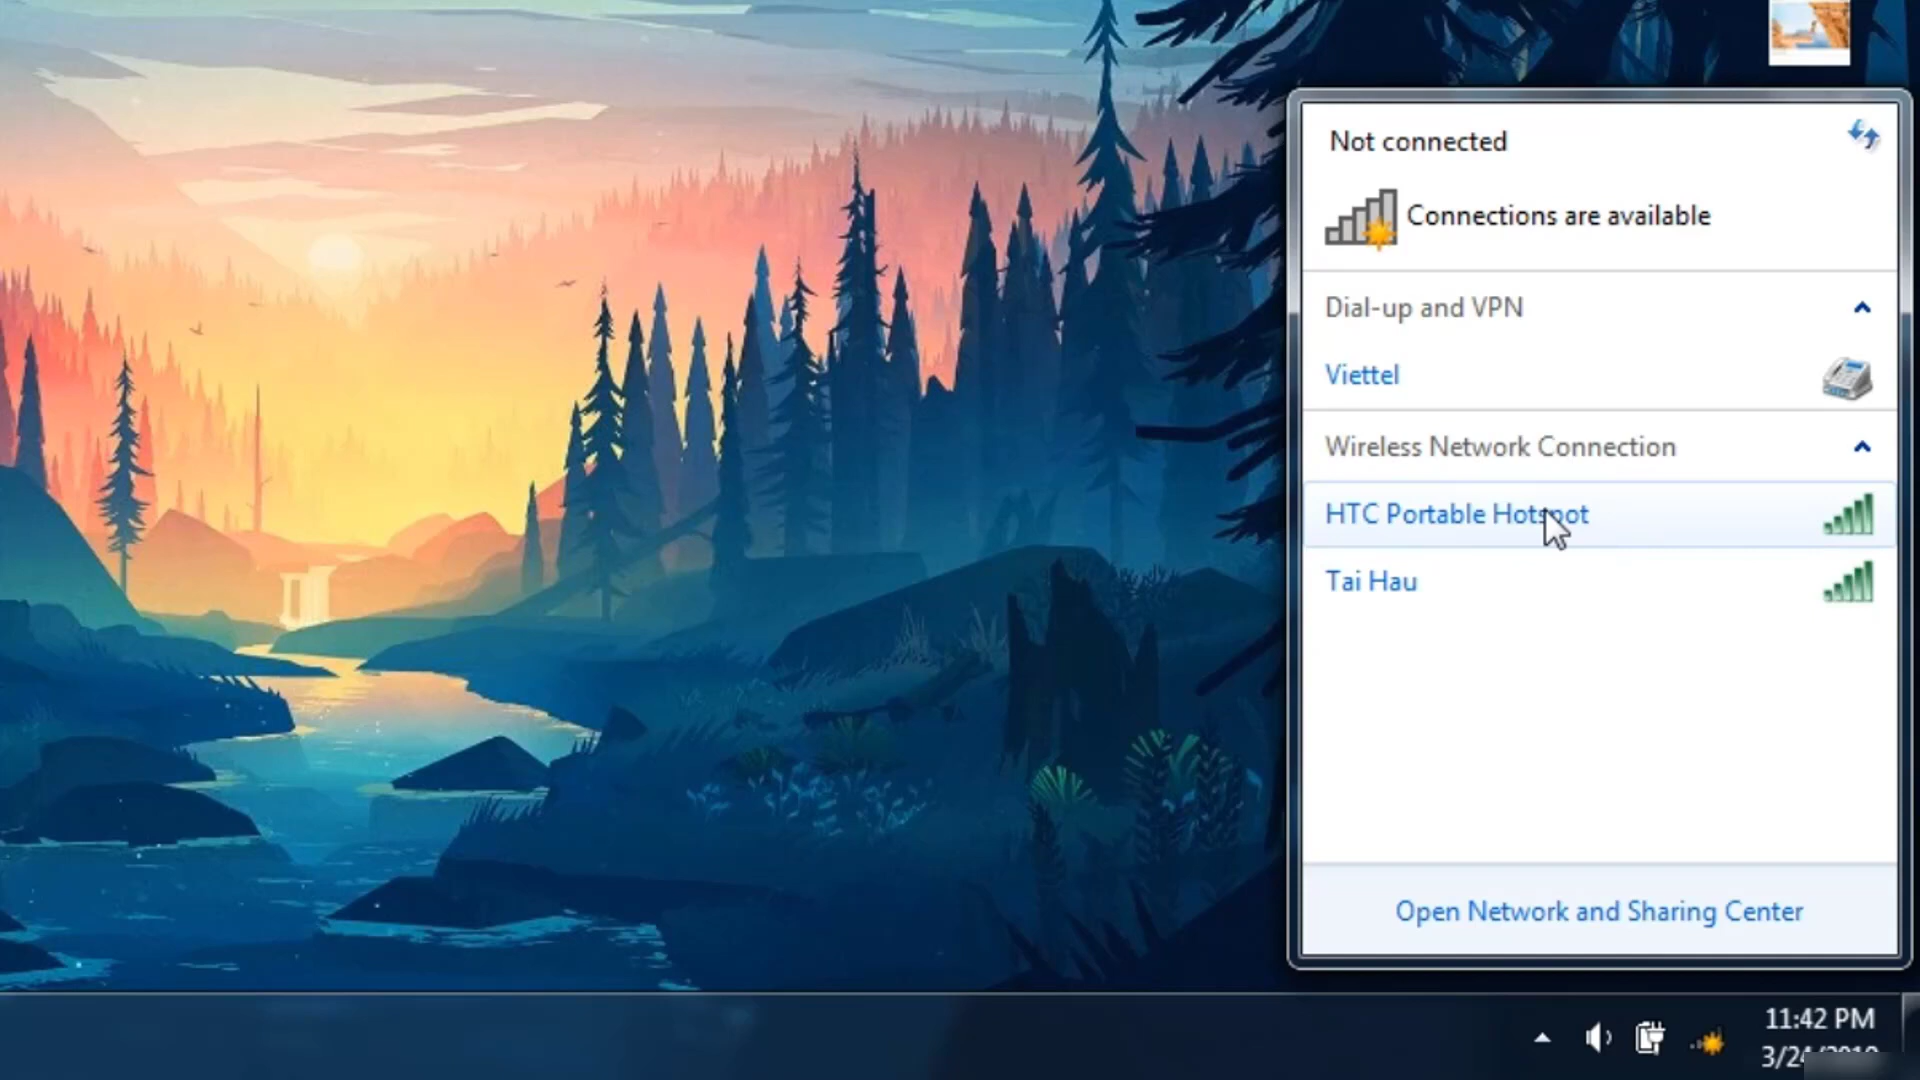 Not connected
Connections are available
Dial-up and VPN
Viettel
Wireless Network Connection
HTC Portable Hotspot
Tai Hau
Open Network and Sharing Center
11:42 PM